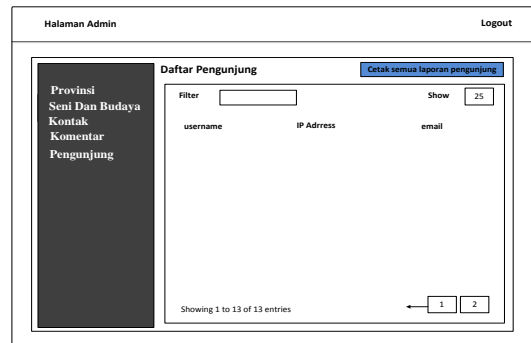 Halaman Admin
Logout
Provinsi
Seni Dan Budaya
Kontak
Komentar
Pengunjung
Daftar Pengunjung
Cetak semua laporan pengunjung
Filter
Show
25
username
IP Adrress
email
Showing 1 to 13 of 13 entries
1
2